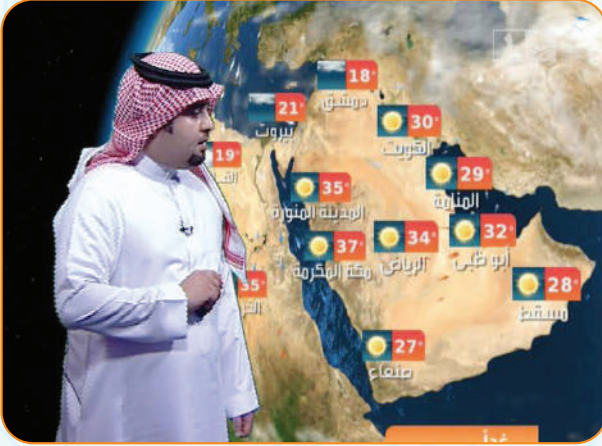 18°
دمشق
21°
بيروت
30°
الكويت
19°
35°
المدينة المنورة
29°
المنامة
37°
مكة المكرمة
34°
الرياض
32°
أبو ظبي
28°
مسقط
35°
27°
صنعاء
غداً